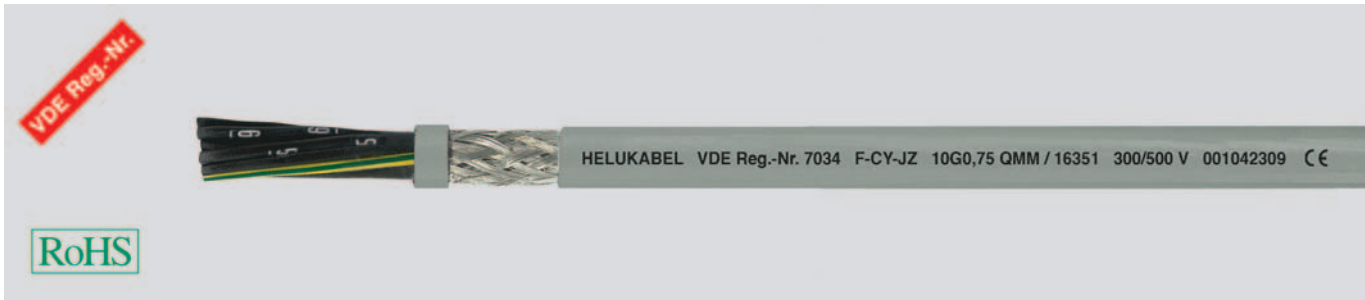 VDE Reg.-Nr.
HELUKABEL VDE Reg.-Nr. 7034 F-CY-JZ 10G0,75 QMM / 16351 300/500 V 001042309 CE
RoHS